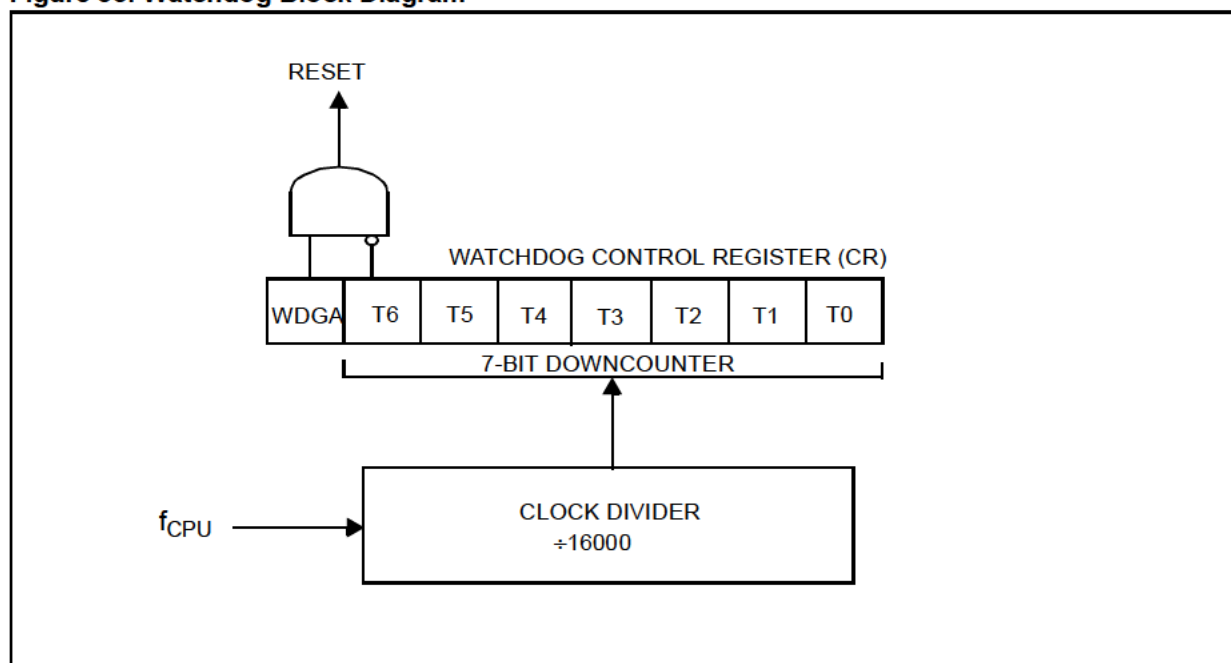 RESET
WATCHDOG CONTROL REGISTER (CR)
WDGA T6 T5 T4 T3 T2 T1 T0
7-BIT DOWNCOUNTER
fCPU
CLOCK DIVIDER
÷16000